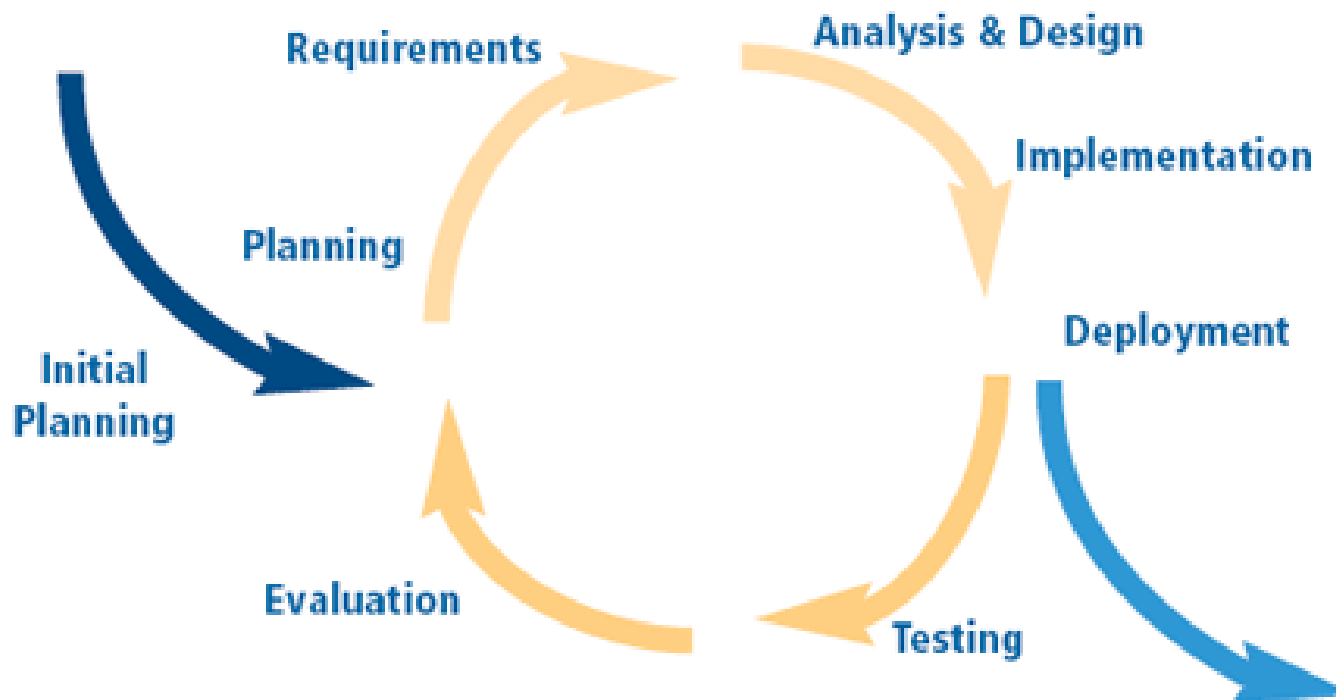 Requirements
Analysis & Design
Implementation
Planning
Deployment
Initial
Planning
Evaluation
Testing